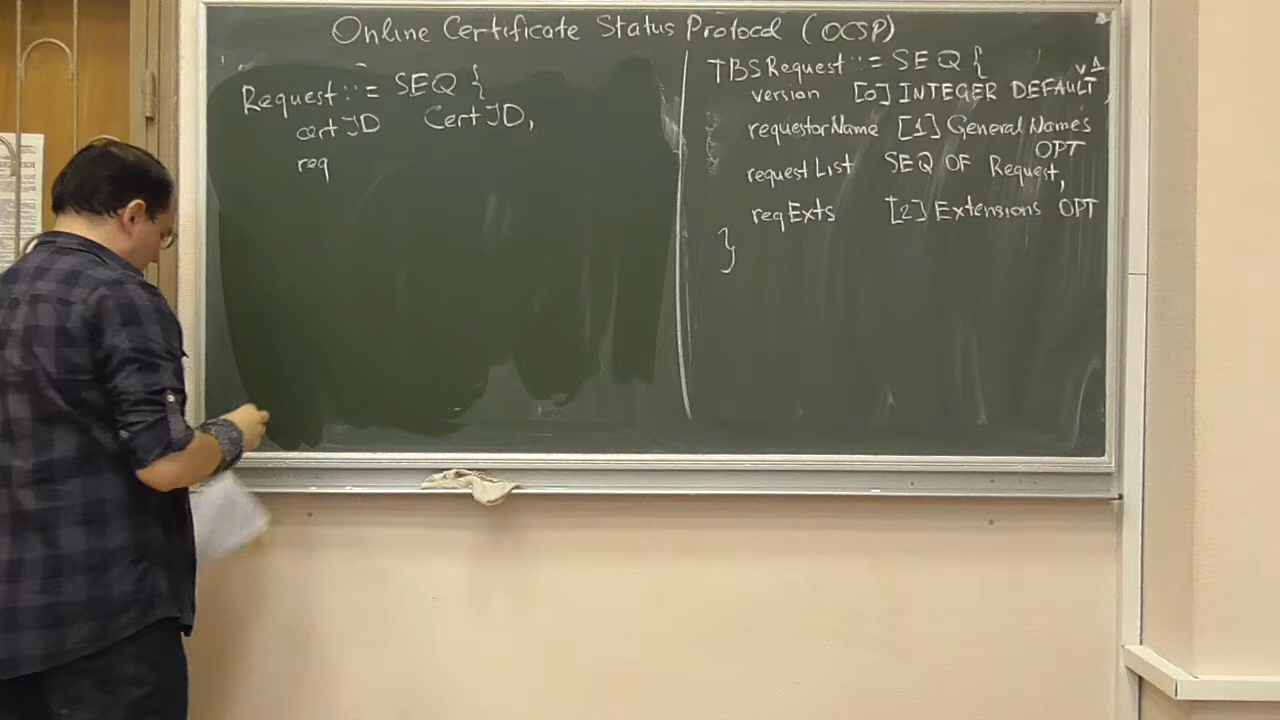 Online Certificate Status Protocol (OCSP)
Request ::= SEQ {
certID CertID,
req
TBSRequest ::= SEQ {
v1
version [0] INTEGER DEFAULT,
requestorName [1] General Names
OPT
requestList SEQ OF Request,
reqExts [2] Extensions OPT
}